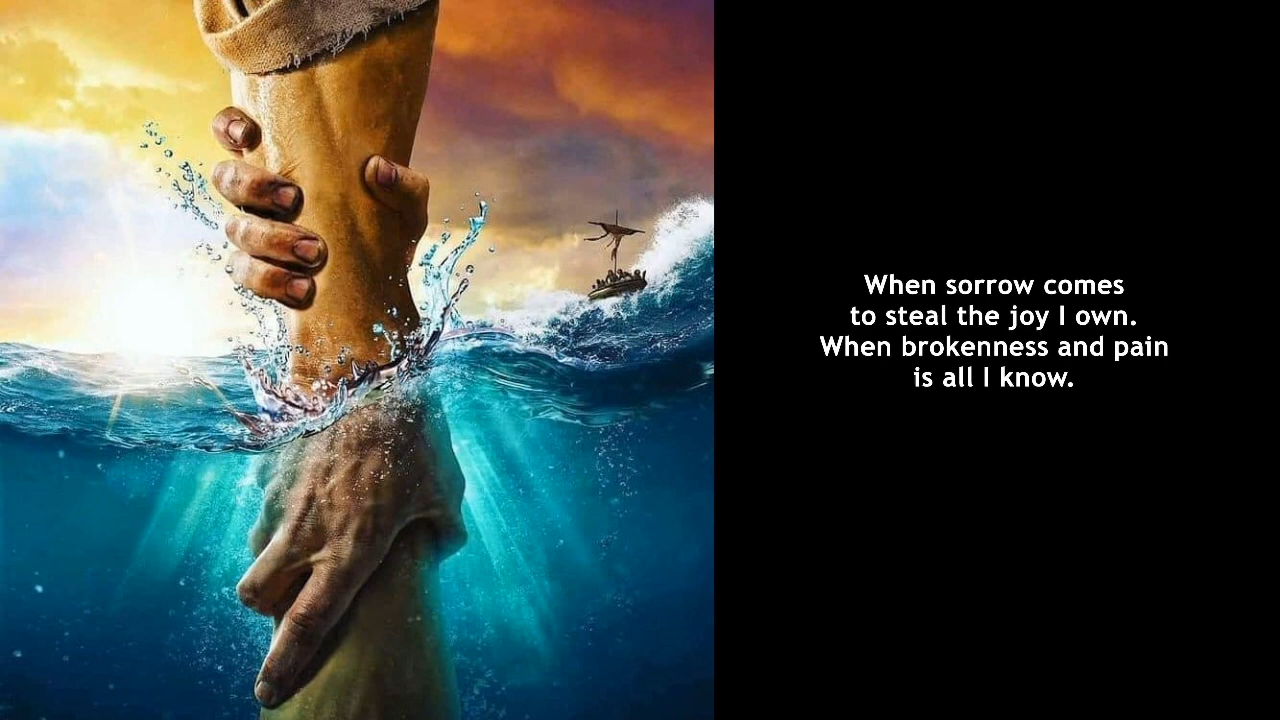 When sorrow comes
to steal the joy I own.
When brokenness and pain
is all I know.